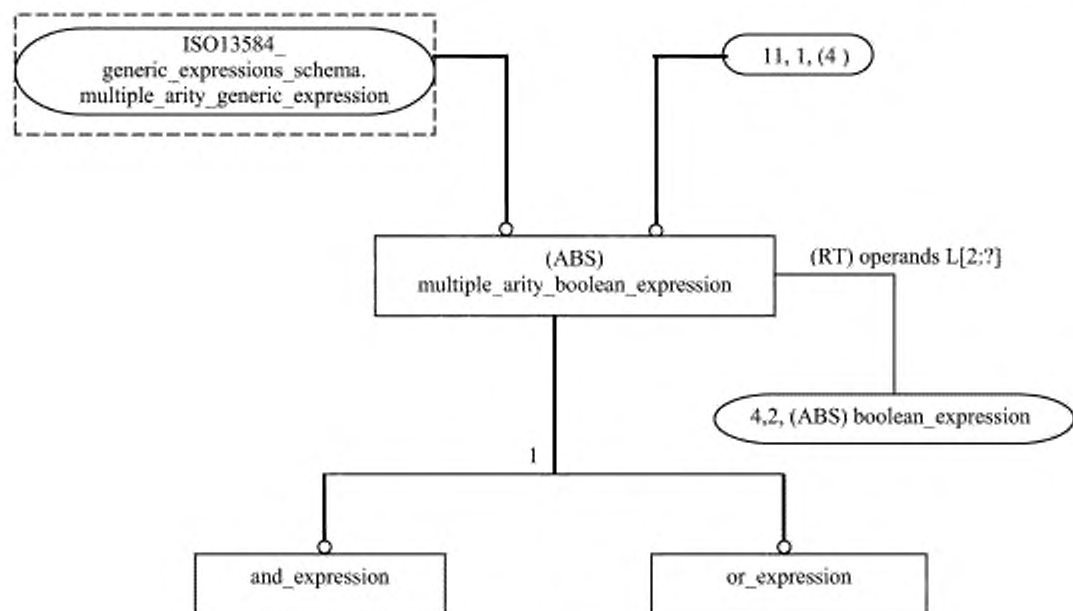 ISO13584_
generic_expressions_schema.
multiple_arity_generic_expression
11, 1, (4 )
(ABS)
multiple_arity_boolean_expression
(RT) operands L[2:?]
4,2, (ABS) boolean_expression
1
and_expression
or_expression